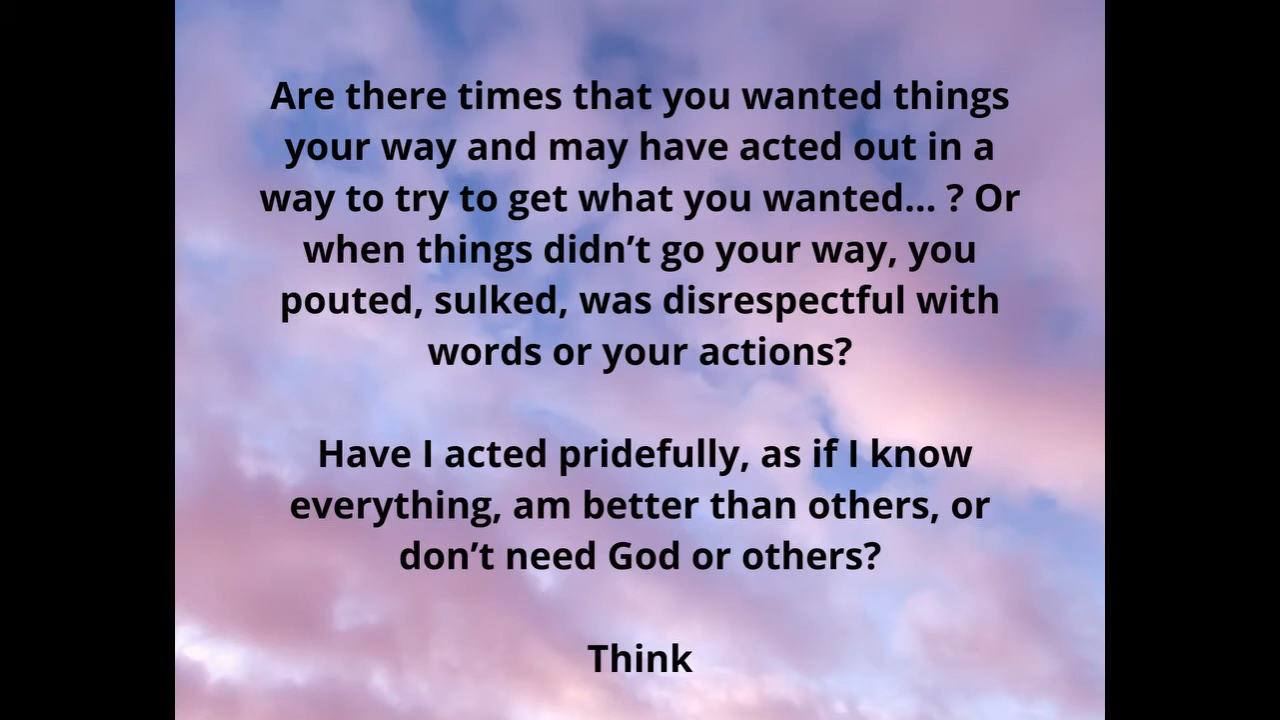 Are there times that you wanted things
your way and may have acted out in a
way to try to get what you wanted... ? Or
when things didn’t go your way, you
pouted, sulked, was disrespectful with
words or your actions?
Have I acted pridefully, as if I know
everything, am better than others, or
don’t need God or others?
Think